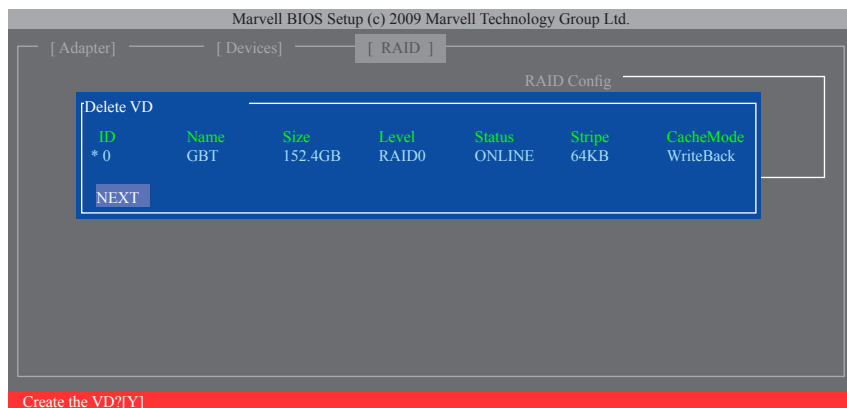 Marvell BIOS Setup (c) 2009 Marvell Technology Group Ltd.
[ Adapter] [ Devices] [ RAID ]
RAID Config
Delete VD
ID Name Size Level Status Stripe CacheMode
* 0 GBT 152.4GB RAID0 ONLINE 64KB WriteBack
NEXT
Create the VD?[Y]